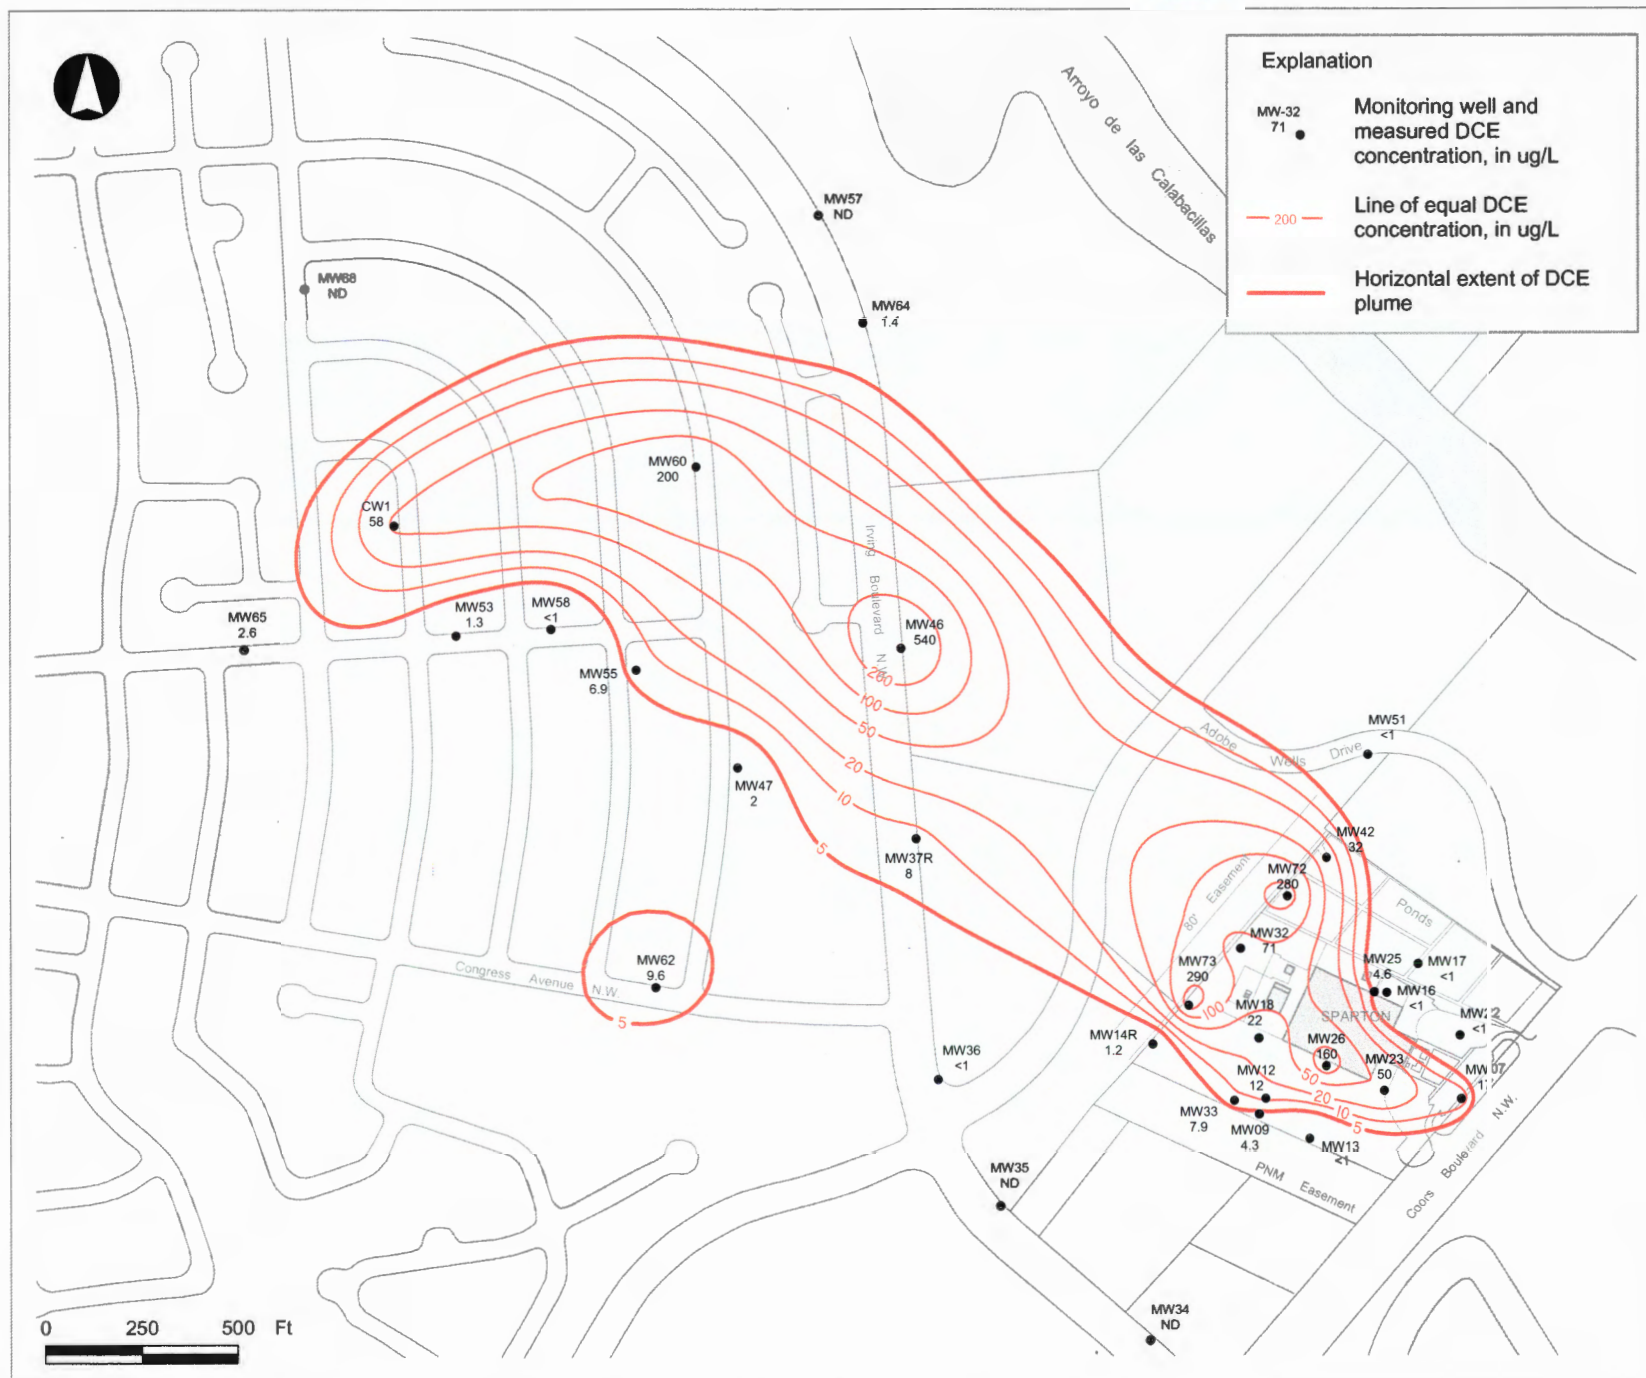 Explanation
MW-32
71
Monitoring well and
measured DCE
concentration, in ug/L
200
Line of equal DCE
concentration, in ug/L
Horizontal extent of DCE
plume
Arroyo de las Calabacillas
MW57
ND
MW68
ND
MW64
1.4
MW60
200
CW1
58
Irving Boulevard N.W.
MW46
540
MW65
2.6
MW53
1.3
MW58
<1
MW55
6.9
200
100
50
20
10
5
MW47
2
MW37R
8
Adobe Wells Drive
MW51
<1
MW42
32
MW72
280
80' Easement
Ponds
MW32
71
MW73
290
MW25
4.6
MW17
<1
MW16
<1
100
MW18
22
SPARTON
<1
MW62
9.6
Congress Avenue N.W.
5
MW14R
1.2
MW26
160
MW23
50
50
MW36
<1
MW12
12
20
10
5
MW33
7.9
MW09
4.3
MW13
<1
PNM Easement
Coors Boulevard N.W.
MW35
ND
MW34
ND
0 250 500 Ft